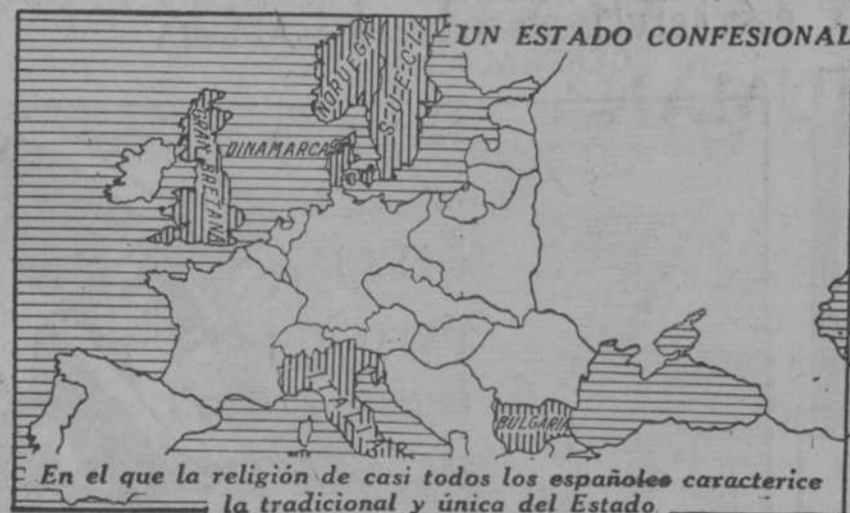 UN ESTADO CONFESIONAL
NORUEGA
S-U-E-C-I-A
GRAN BRETAÑA
DINAMARCA
BULGARIA
En el que la religión de casi todos los españoles caracterice
la tradicional y única del Estado